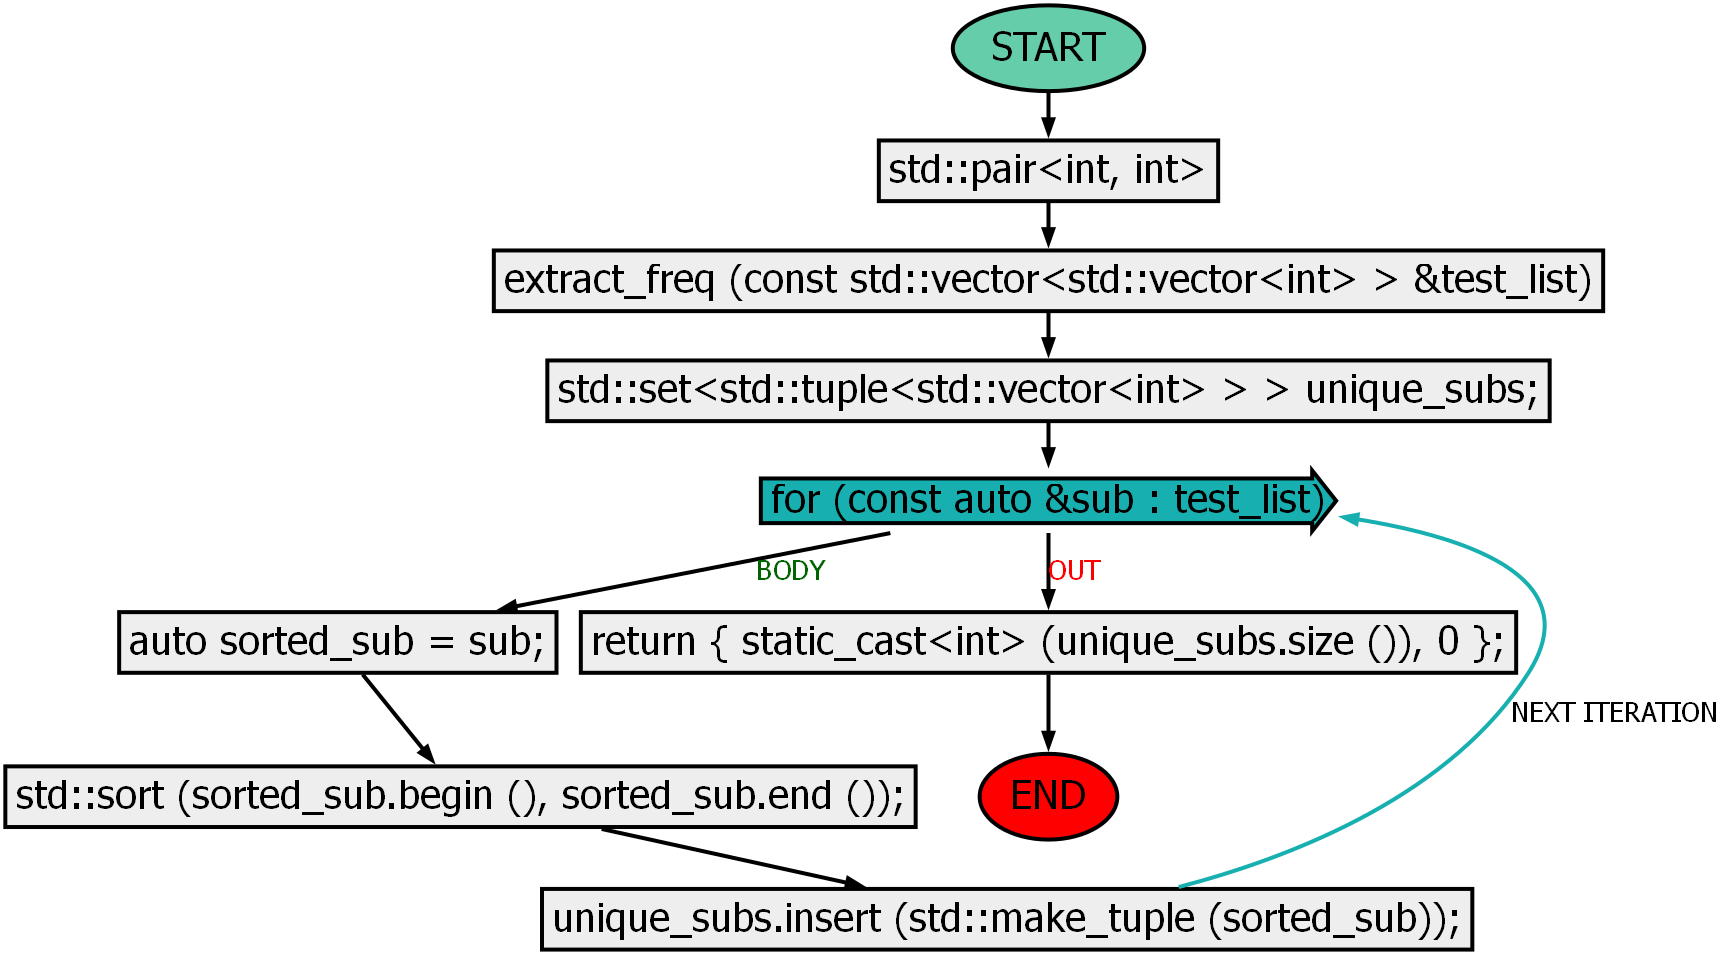 START
std::pair<int, int>
extract_freq (const std::vector<std::vector<int> > &test_list)
std::set<std::tuple<std::vector<int> > > unique_subs;
for (const auto &sub : test_list)
BODY
OUT
auto sorted_sub = sub;
return { static_cast<int> (unique_subs.size ()), 0 };
NEXT ITERATION
std::sort (sorted_sub.begin (), sorted_sub.end ());
END
unique_subs.insert (std::make_tuple (sorted_sub));